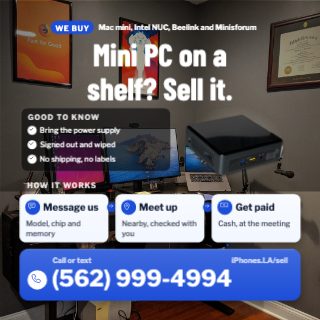 WE BUY Mac mini, Intel NUC, Beelink and Minisforum
Mini PC on a
shelf? Sell it.
GOOD TO KNOW
Bring the power supply
Signed out and wiped
No shipping, no labels
HOW IT WORKS
Message us
Model, chip and
memory
Meet up
Nearby, checked with
you
Get paid
Cash, at the meeting
Call or text
iPhones.LA/sell
(562) 999-4994